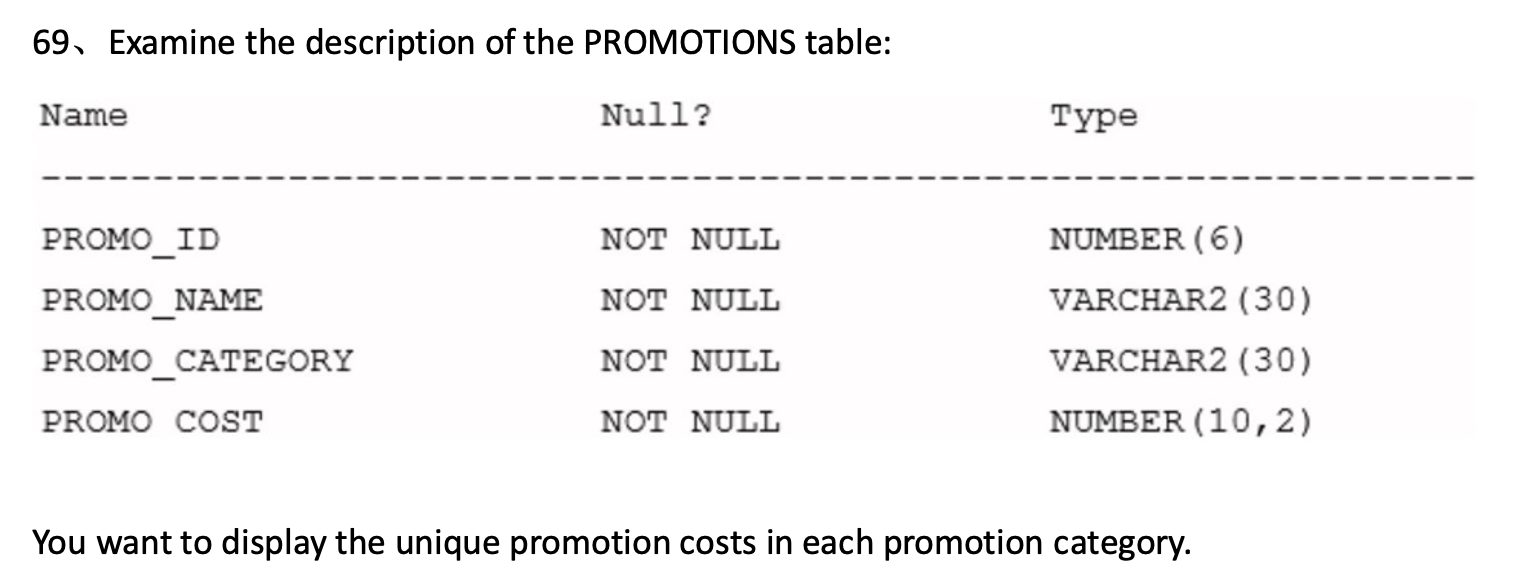 69、Examine the description of the PROMOTIONS table:
Name Null? Type
--------------------------------------------------------------------------
PROMO_ID NOT NULL NUMBER(6)
PROMO_NAME NOT NULL VARCHAR2(30)
PROMO_CATEGORY NOT NULL VARCHAR2(30)
PROMO COST NOT NULL NUMBER(10,2)
You want to display the unique promotion costs in each promotion category.